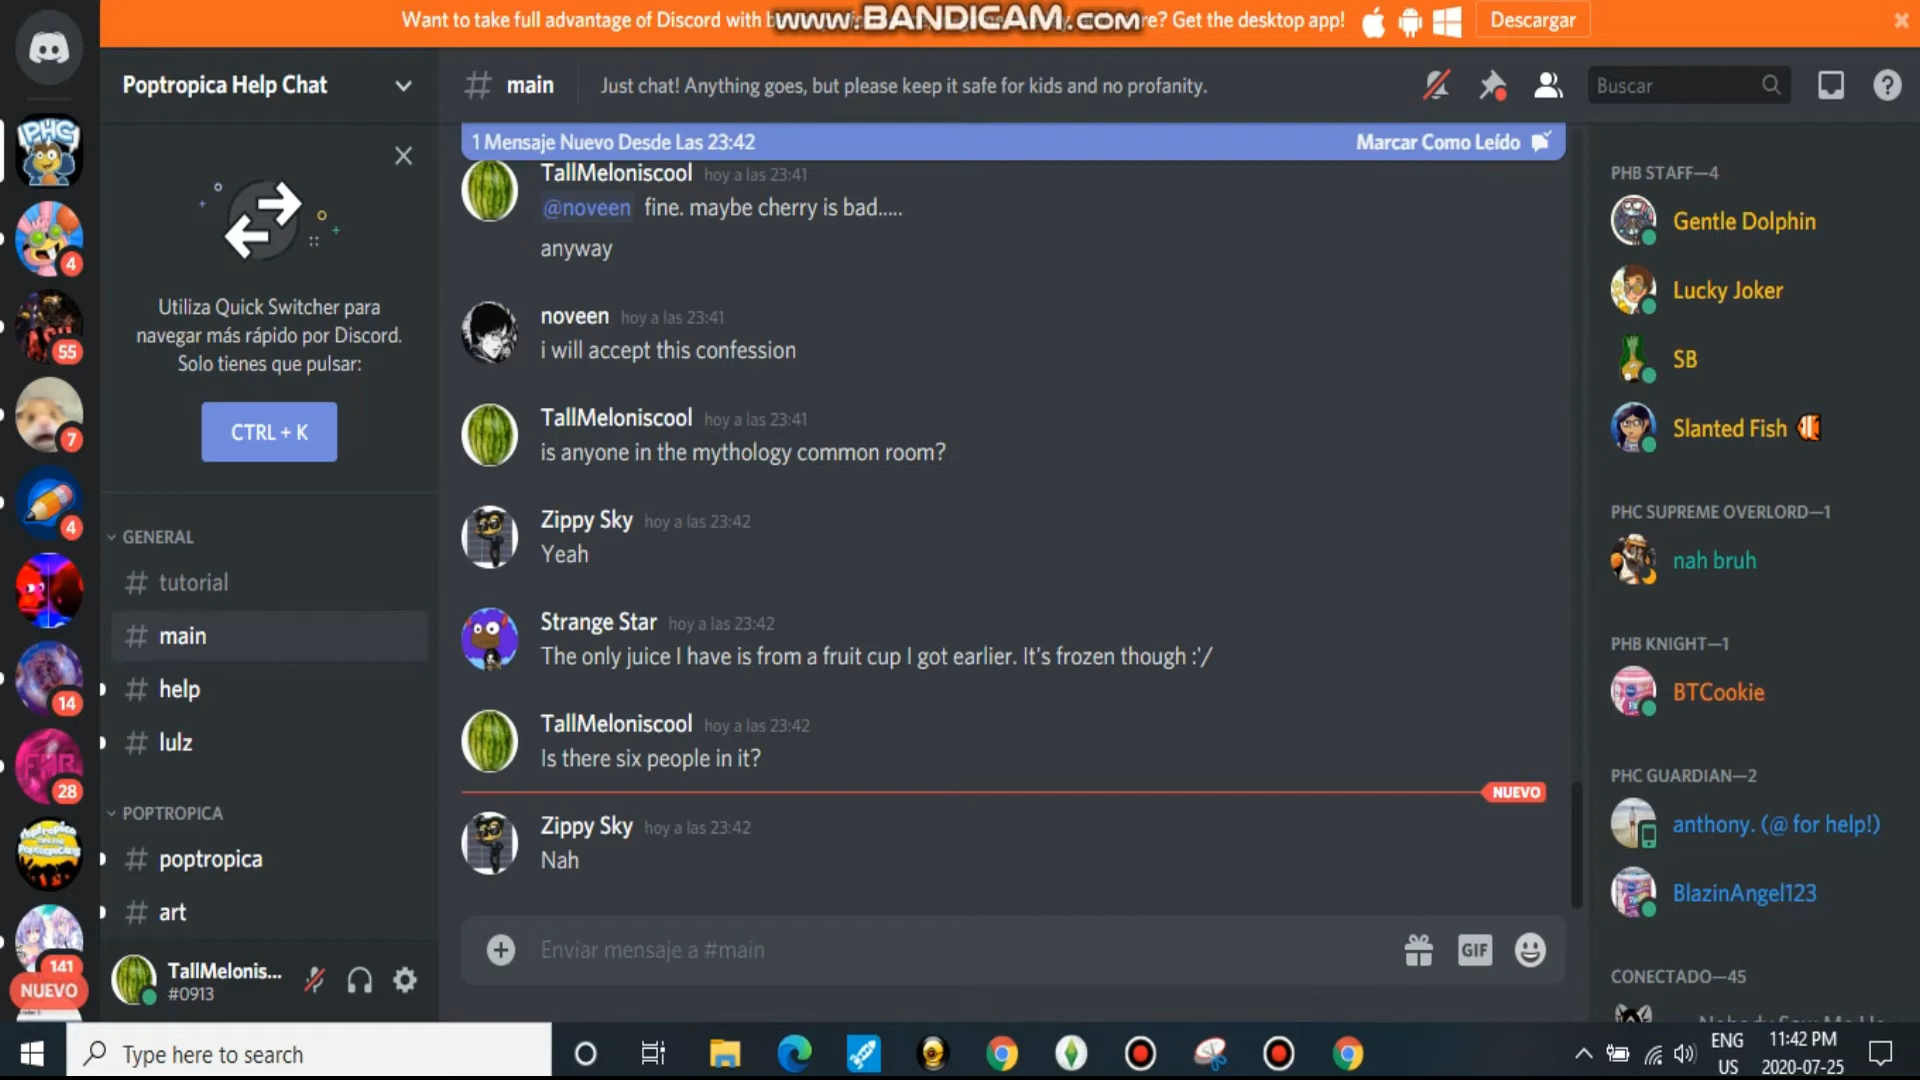 Want to take full advantage of Discord with b
www.BANDICAM.com
re? Get the desktop app!
Descargar
Poptropica Help Chat
main
Just chat! Anything goes, but please keep it safe for kids and no profanity.
Buscar
1 Mensaje Nuevo Desde Las 23:42
Marcar Como Leído
PHC
4
55
7
4
14
28
141
NUEVO
Utiliza Quick Switcher para
navegar más rápido por Discord.
Solo tienes que pulsar:
CTRL + K
GENERAL
# tutorial
# main
# help
# lulz
POPTROPICA
# poptropica
# art
TallMelonis...
#0913
TallMeloniscool hoy a las 23:41
@noveen fine. maybe cherry is bad.....
anyway
noveen hoy a las 23:41
i will accept this confession
TallMeloniscool hoy a las 23:41
is anyone in the mythology common room?
Zippy Sky hoy a las 23:42
Yeah
Strange Star hoy a las 23:42
The only juice I have is from a fruit cup I got earlier. It's frozen though :'/
TallMeloniscool hoy a las 23:42
Is there six people in it?
NUEVO
Zippy Sky hoy a las 23:42
Nah
Enviar mensaje a #main
GIF
PHB STAFF—4
Gentle Dolphin
Lucky Joker
SB
Slanted Fish
PHC SUPREME OVERLORD—1
nah bruh
PHB KNIGHT—1
BTCookie
PHC GUARDIAN—2
anthony. (@ for help!)
BlazinAngel123
CONECTADO—45
Type here to search
ENG
US
11:42 PM
2020-07-25